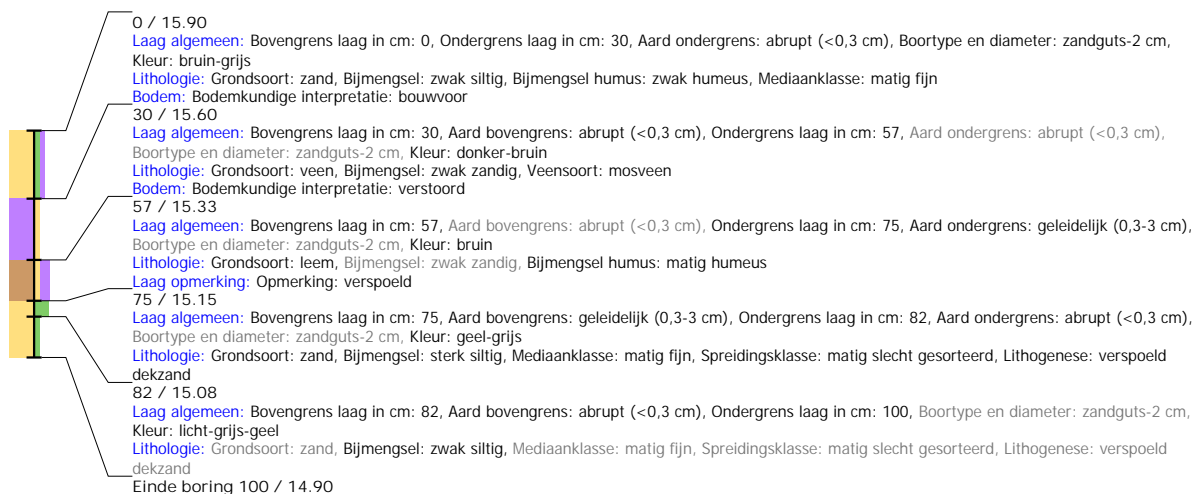 0 / 15.90
Laag algemeen: Bovengrens laag in cm: 0, Ondergrens laag in cm: 30, Aard ondergrens: abrupt (<0,3 cm), Boortype en diameter: zandguts-2 cm,
Kleur: bruin-grijs
Lithologie: Grondsoort: zand, Bijmengsel: zwak siltig, Bijmengsel humus: zwak humeus, Mediaanklasse: matig fijn
Bodem: Bodemkundige interpretatie: bouwvoor
30 / 15.60
Laag algemeen: Bovengrens laag in cm: 30, Aard bovengrens: abrupt (<0,3 cm), Ondergrens laag in cm: 57, Aard ondergrens: abrupt (<0,3 cm),
Boortype en diameter: zandguts-2 cm, Kleur: donker-bruin
Lithologie: Grondsoort: veen, Bijmengsel: zwak zandig, Veensoort: mosveen
Bodem: Bodemkundige interpretatie: verstoord
57 / 15.33
Laag algemeen: Bovengrens laag in cm: 57, Aard bovengrens: abrupt (<0,3 cm), Ondergrens laag in cm: 75, Aard ondergrens: geleidelijk (0,3-3 cm),
Boortype en diameter: zandguts-2 cm, Kleur: bruin
Lithologie: Grondsoort: leem, Bijmengsel: zwak zandig, Bijmengsel humus: matig humeus
Laag opmerking: Opmerking: verspoeld
75 / 15.15
Laag algemeen: Bovengrens laag in cm: 75, Aard bovengrens: geleidelijk (0,3-3 cm), Ondergrens laag in cm: 82, Aard ondergrens: abrupt (<0,3 cm),
Boortype en diameter: zandguts-2 cm, Kleur: geel-grijs
Lithologie: Grondsoort: zand, Bijmengsel: sterk siltig, Mediaanklasse: matig fijn, Spreidingsklasse: matig slecht gesorteerd, Lithogenese: verspoeld
dekzand
82 / 15.08
Laag algemeen: Bovengrens laag in cm: 82, Aard bovengrens: abrupt (<0,3 cm), Ondergrens laag in cm: 100, Boortype en diameter: zandguts-2 cm,
Kleur: licht-grijs-geel
Lithologie: Grondsoort: zand, Bijmengsel: zwak siltig, Mediaanklasse: matig fijn, Spreidingsklasse: matig slecht gesorteerd, Lithogenese: verspoeld
dekzand
Einde boring 100 / 14.90